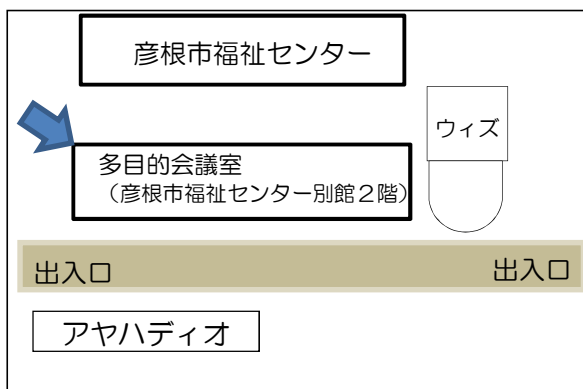 彦根市福祉センター
ウィズ
多目的会議室
（彦根市福祉センター別館２階）
出入口
出入口
アヤハディオ